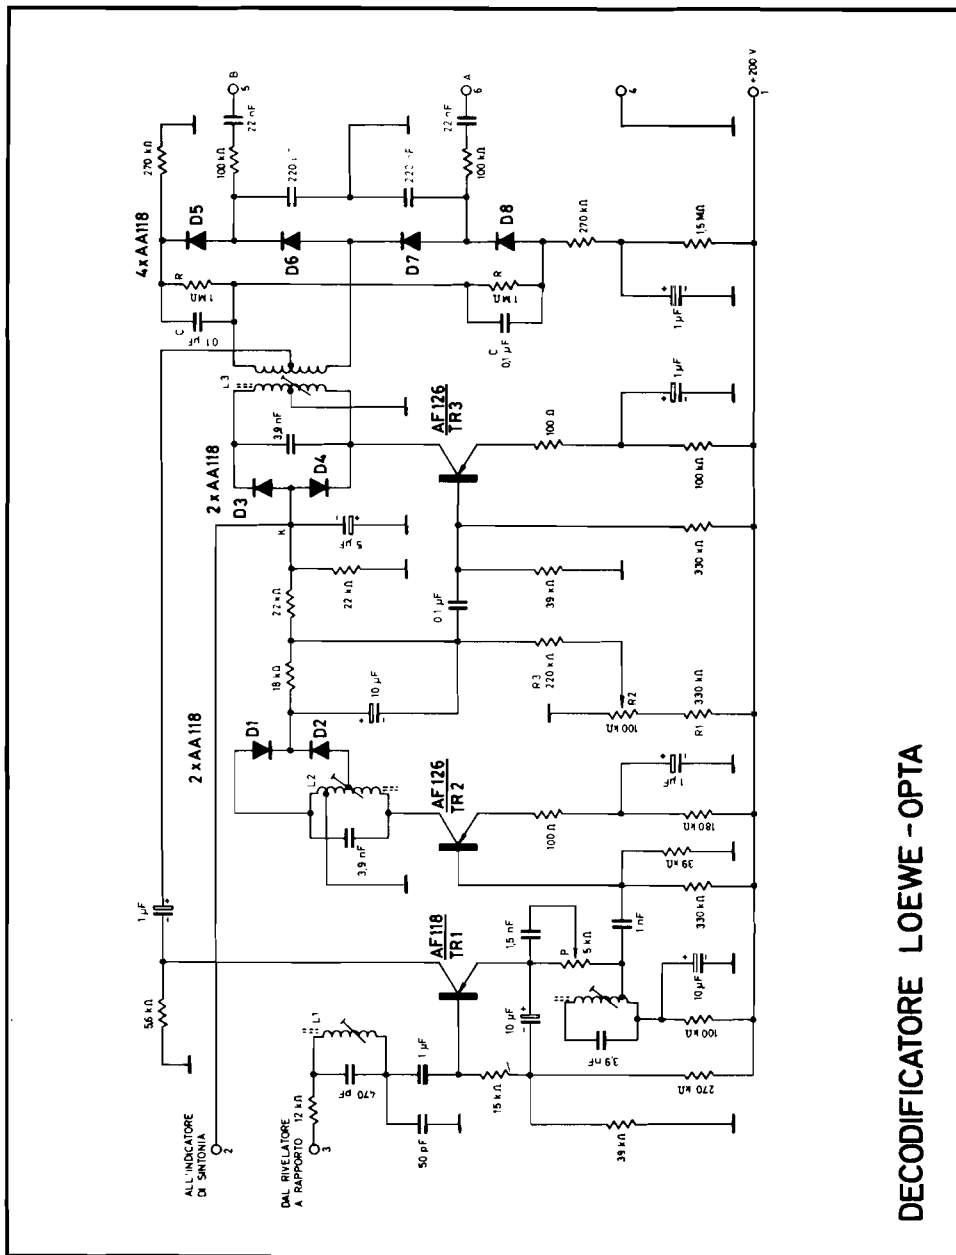 DECODIFICATORE LOEWE-OPTA
ALL'INDICATORE
DI SINTONIA
2
DAL RIVELATORE
A RAPPORTO
3
12 kΩ
470 pF
L1
50 pF
1 µF
15 kΩ
39 kΩ
270 kΩ
5,6 kΩ
1 µF
AF118
TR1
10 µF
1,5 nF
P
5 kΩ
3,9 nF
100 kΩ
10 µF
1 nF
330 kΩ
39 kΩ
2 x AA118
D1
D2
L2
3,9 nF
AF126
TR2
100 Ω
180 kΩ
1 µF
10 µF
18 kΩ
R1
330 kΩ
R2
100 kΩ
R3
220 kΩ
22 kΩ
0,1 µF
39 kΩ
330 kΩ
5 µF
K
2 x AA118
D3
D4
3,9 nF
L3
AF126
TR3
100 Ω
100 kΩ
1 µF
4 x AA118
C
0,1 µF
R
1 MΩ
D5
D6
D7
D8
C
0,1 µF
R
1 MΩ
270 kΩ
1,5 MΩ
1 µF
270 kΩ
100 kΩ
22 nF
B
5
100 kΩ
22 nF
A
6
4
+200 V
1